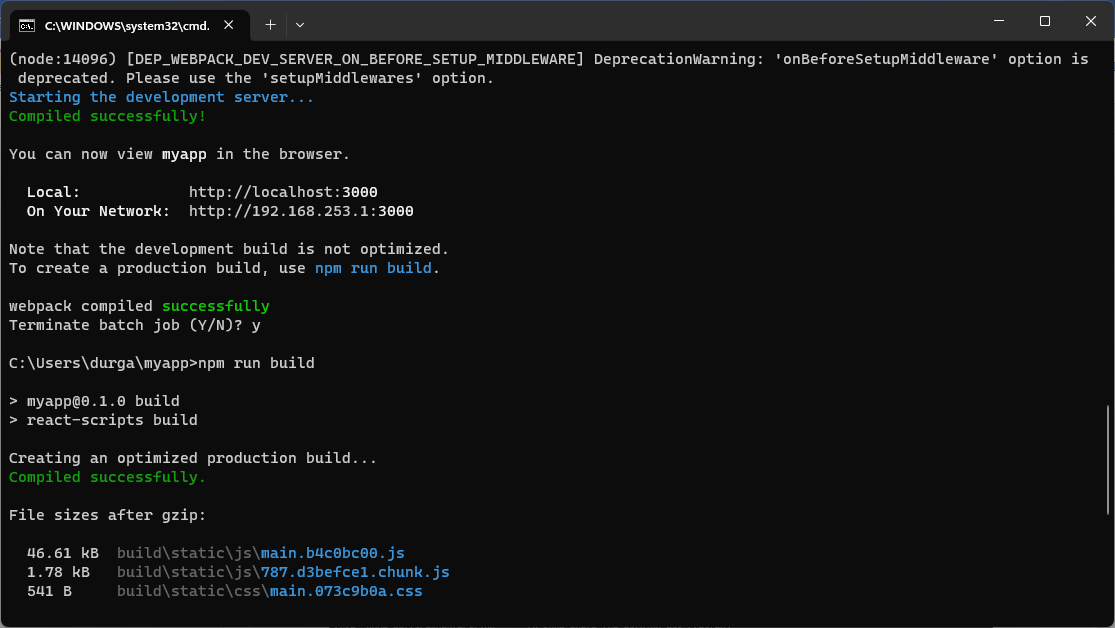 C:\WINDOWS\system32\cmd.
(node:14096) [DEP_WEBPACK_DEV_SERVER_ON_BEFORE_SETUP_MIDDLEWARE] DeprecationWarning: 'onBeforeSetupMiddleware' option is
deprecated. Please use the 'setupMiddlewares' option.
Starting the development server...
Compiled successfully!
You can now view myapp in the browser.
Local: http://localhost:3000
On Your Network: http://192.168.253.1:3000
Note that the development build is not optimized.
To create a production build, use npm run build.
webpack compiled successfully
Terminate batch job (Y/N)? y
C:\Users\durga\myapp>npm run build
> myapp@0.1.0 build
> react-scripts build
Creating an optimized production build...
Compiled successfully.
File sizes after gzip:
46.61 kB build\static\js\main.b4c0bc00.js
1.78 kB build\static\js\787.d3befce1.chunk.js
541 B build\static\css\main.073c9b0a.css